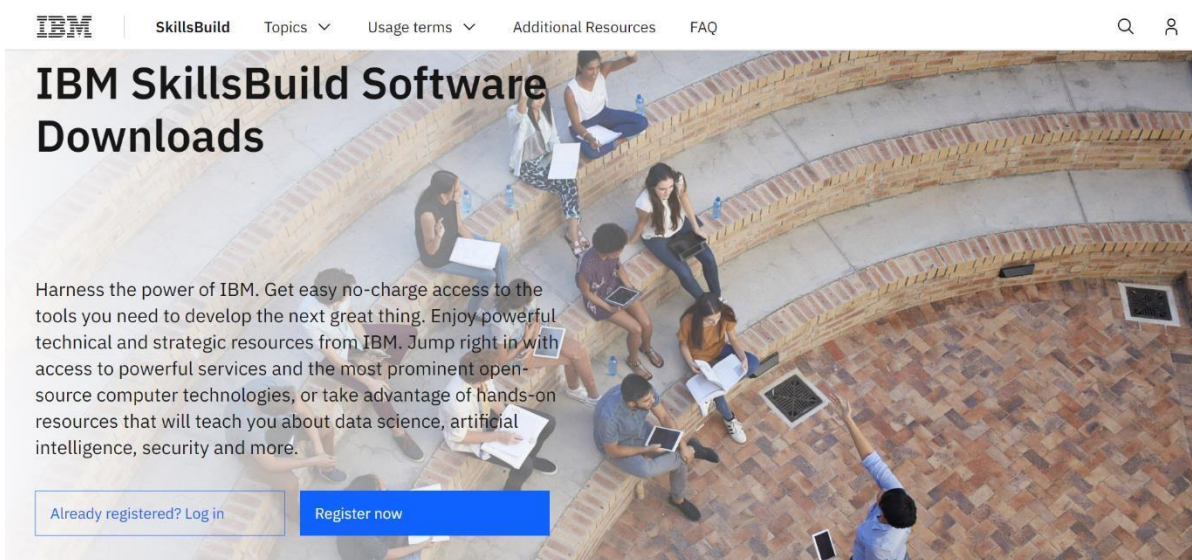 IBM
SkillsBuild
Topics
Usage terms
Additional Resources
FAQ
IBM SkillsBuild Software
Downloads
Harness the power of IBM. Get easy no-charge access to the
tools you need to develop the next great thing. Enjoy powerful
technical and strategic resources from IBM. Jump right in with
access to powerful services and the most prominent open-
source computer technologies, or take advantage of hands-on
resources that will teach you about data science, artificial
intelligence, security and more.
Already registered? Log in
Register now